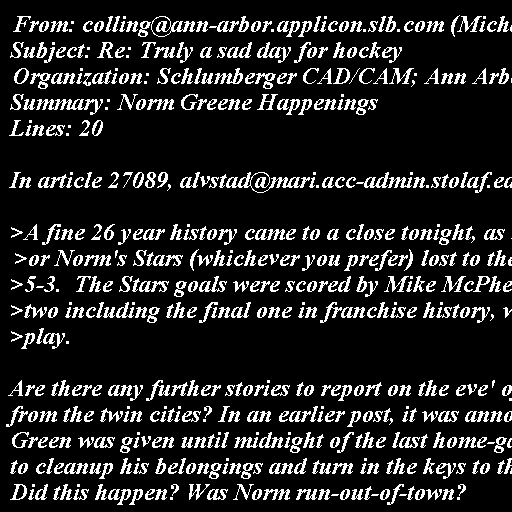 From: colling@ann-arbor.applicon.slb.com (Mich
Subject: Re: Truly a sad day for hockey
Organization: Schlumberger CAD/CAM; Ann Arb
Summary: Norm Greene Happenings
Lines: 20

In article 27089, alvstad@mari.acc-admin.stolaf.ed

>A fine 26 year history came to a close tonight, as
>or Norm's Stars (whichever you prefer) lost to the
>5-3.  The Stars goals were scored by Mike McPhe
>two including the final one in franchise history,
>play.

Are there any further stories to report on the eve' o
from the twin cities? In an earlier post, it was anno
Green was given until midnight of the last home-ga
to cleanup his belongings and turn in the keys to th
Did this happen? Was Norm run-out-of-town?